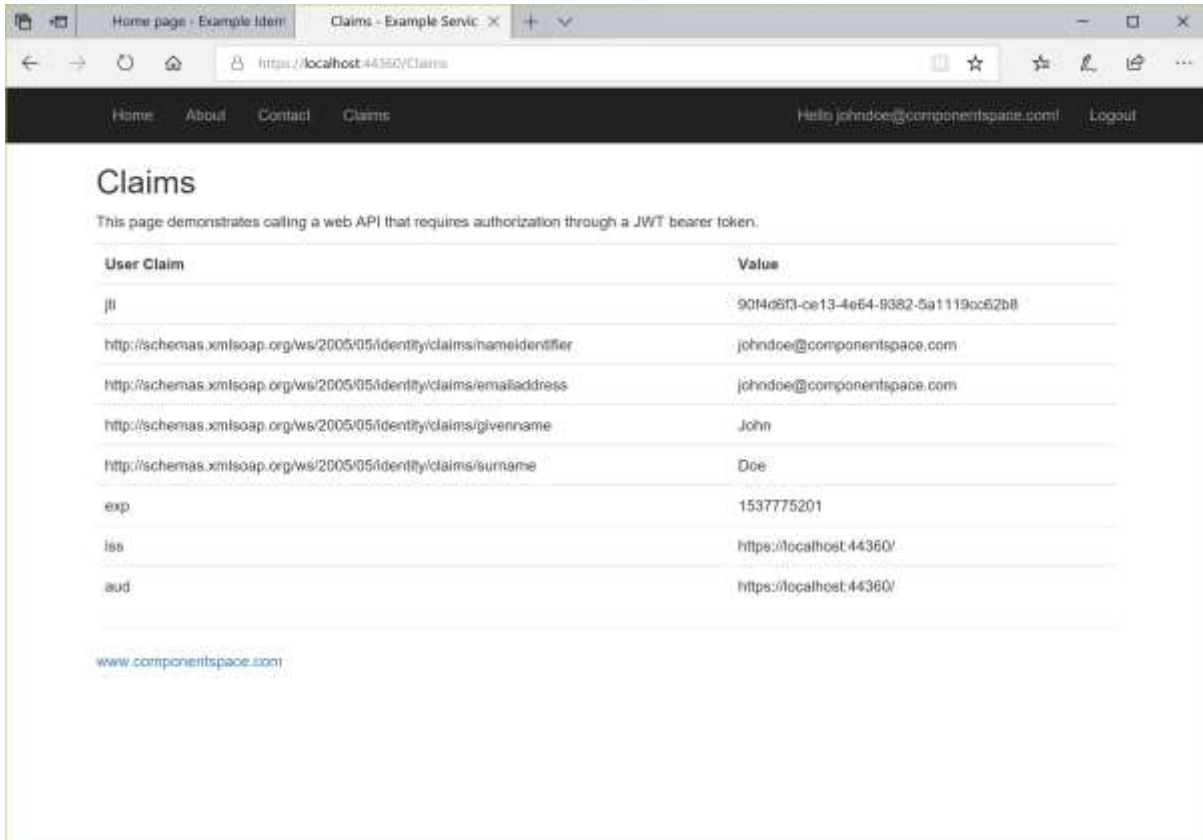 Home page - Example Iden
Claims - Example Servic
https://localhost:44360/Claims
Home About Contact Claims Hello johndoe@componentspace.com! Logout
Claims
This page demonstrates calling a web API that requires authorization through a JWT bearer token.
User Claim Value
jti 90f4d6f3-ce13-4e64-9382-5a1119cc62b8
http://schemas.xmlsoap.org/ws/2005/05/identity/claims/nameidentifier johndoe@componentspace.com
http://schemas.xmlsoap.org/ws/2005/05/identity/claims/emailaddress johndoe@componentspace.com
http://schemas.xmlsoap.org/ws/2005/05/identity/claims/givenname John
http://schemas.xmlsoap.org/ws/2005/05/identity/claims/surname Doe
exp 1537775201
iss https://localhost:44360/
aud https://localhost:44360/
www.componentspace.com